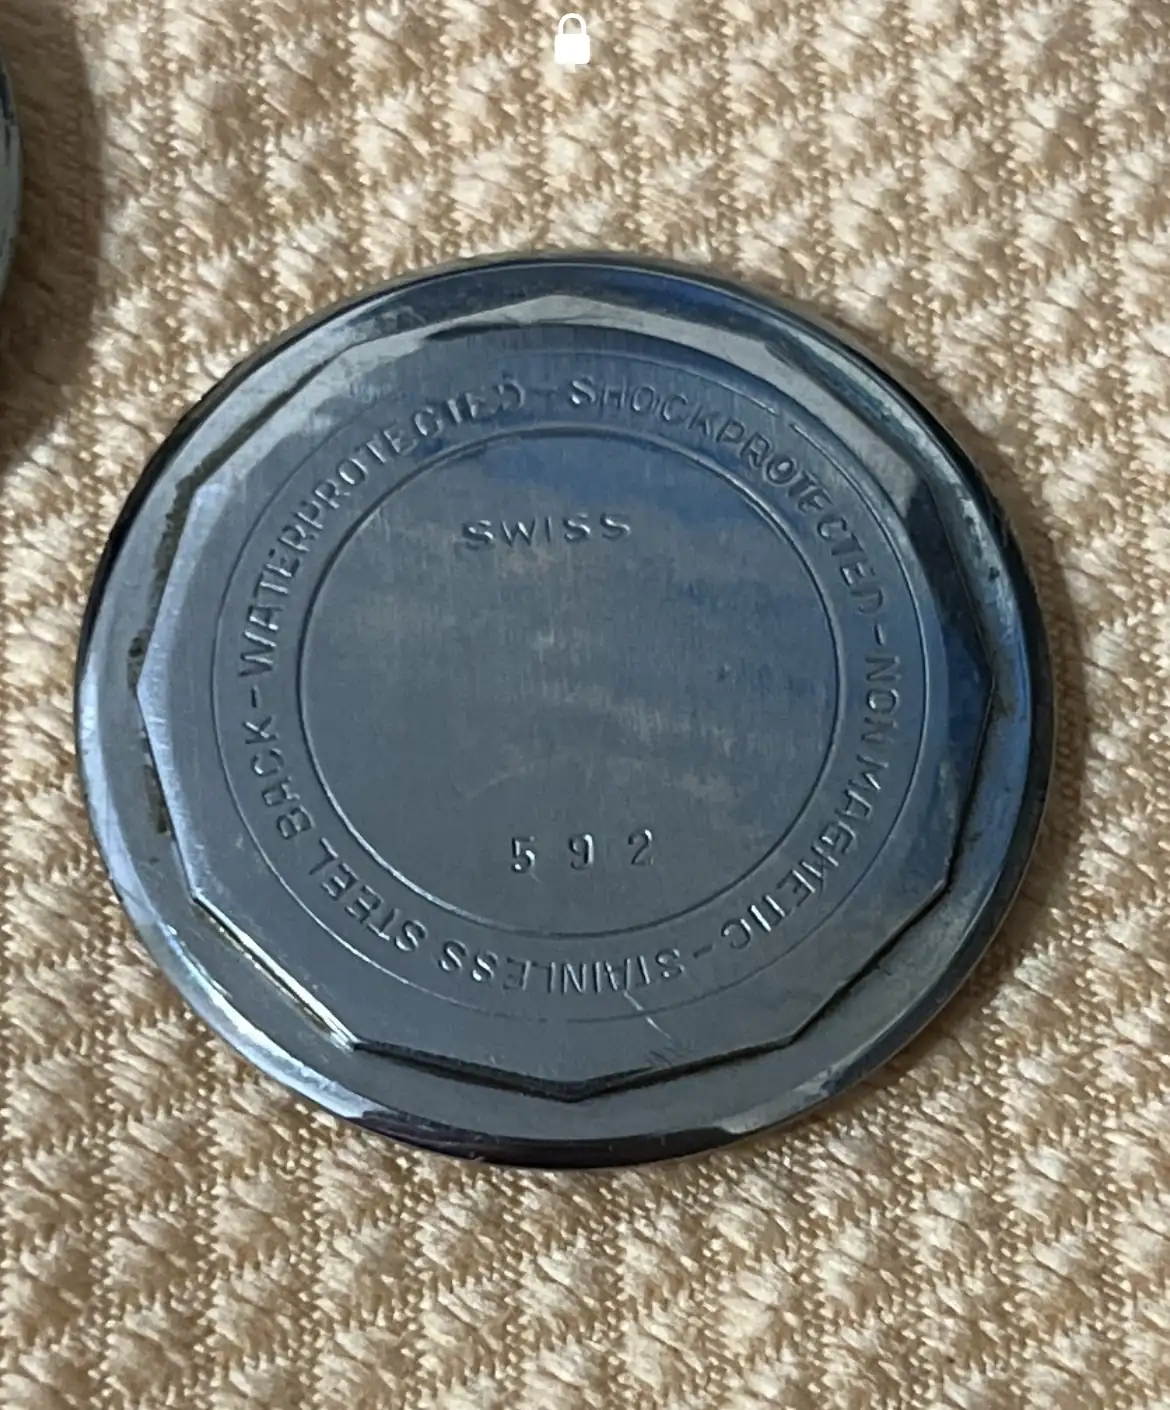 WATERPROTECTED-SHOCKPROTECTED-NON MAGNETIC-STAINLESS STEEL BACK-
SWISS
592